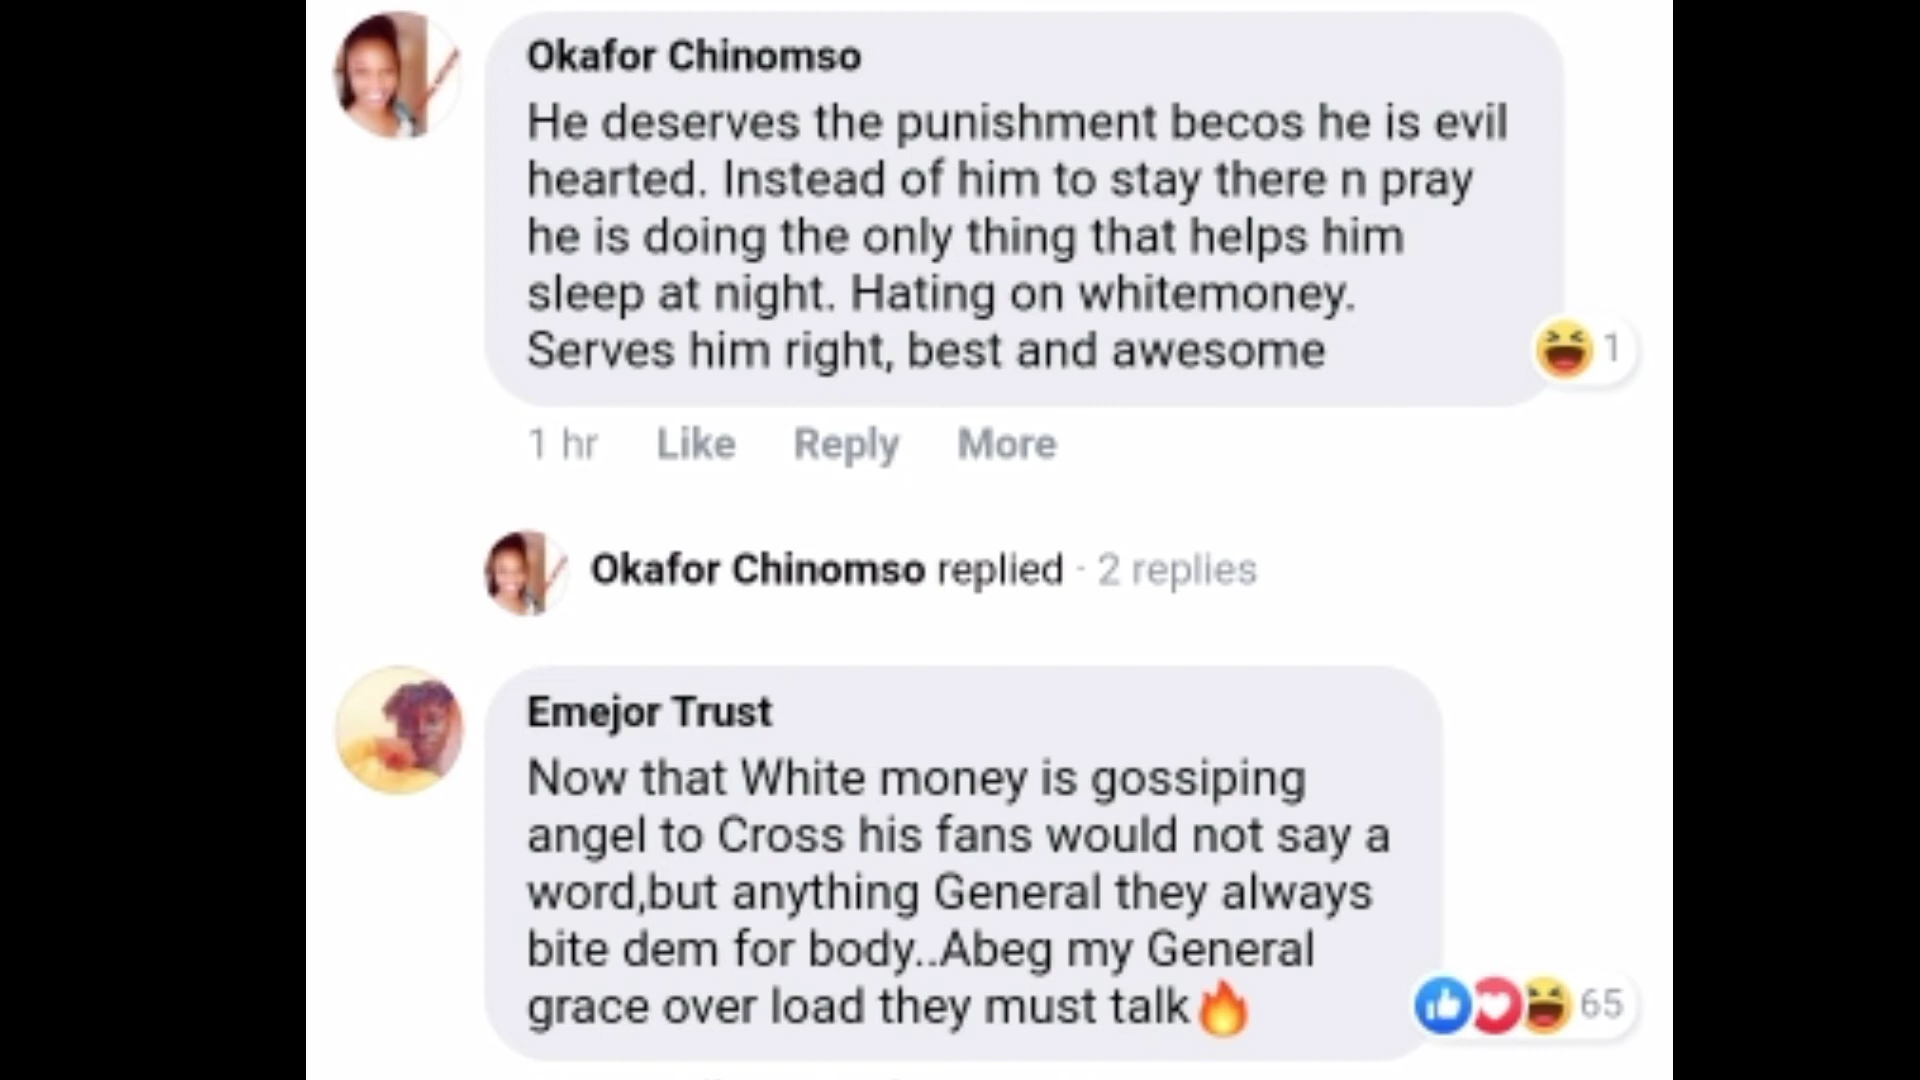 Okafor Chinomso
He deserves the punishment becos he is evil
hearted. Instead of him to stay there n pray
he is doing the only thing that helps him
sleep at night. Hating on whitemoney.
Serves him right, best and awesome
1
1 hr Like Reply More
Okafor Chinomso replied · 2 replies
Emejor Trust
Now that White money is gossiping
angel to Cross his fans would not say a
word,but anything General they always
bite dem for body..Abeg my General
grace over load they must talk🔥
65